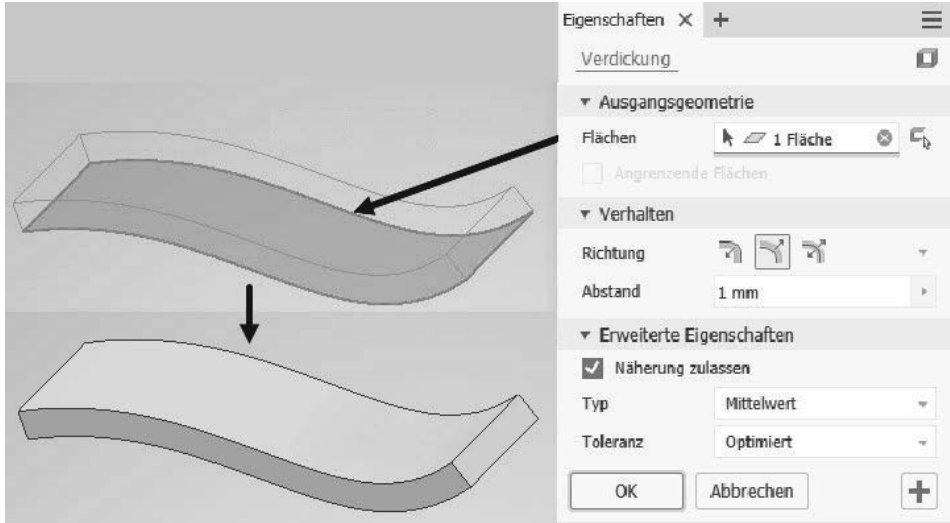 Eigenschaften × +
Verdickung
Ausgangsgeometrie
Flächen 1 Fläche
Angrenzende Flächen
Verhalten
Richtung
Abstand 1 mm
Erweiterte Eigenschaften
Näherung zulassen
Typ Mittelwert
Toleranz Optimiert
OK Abbrechen +